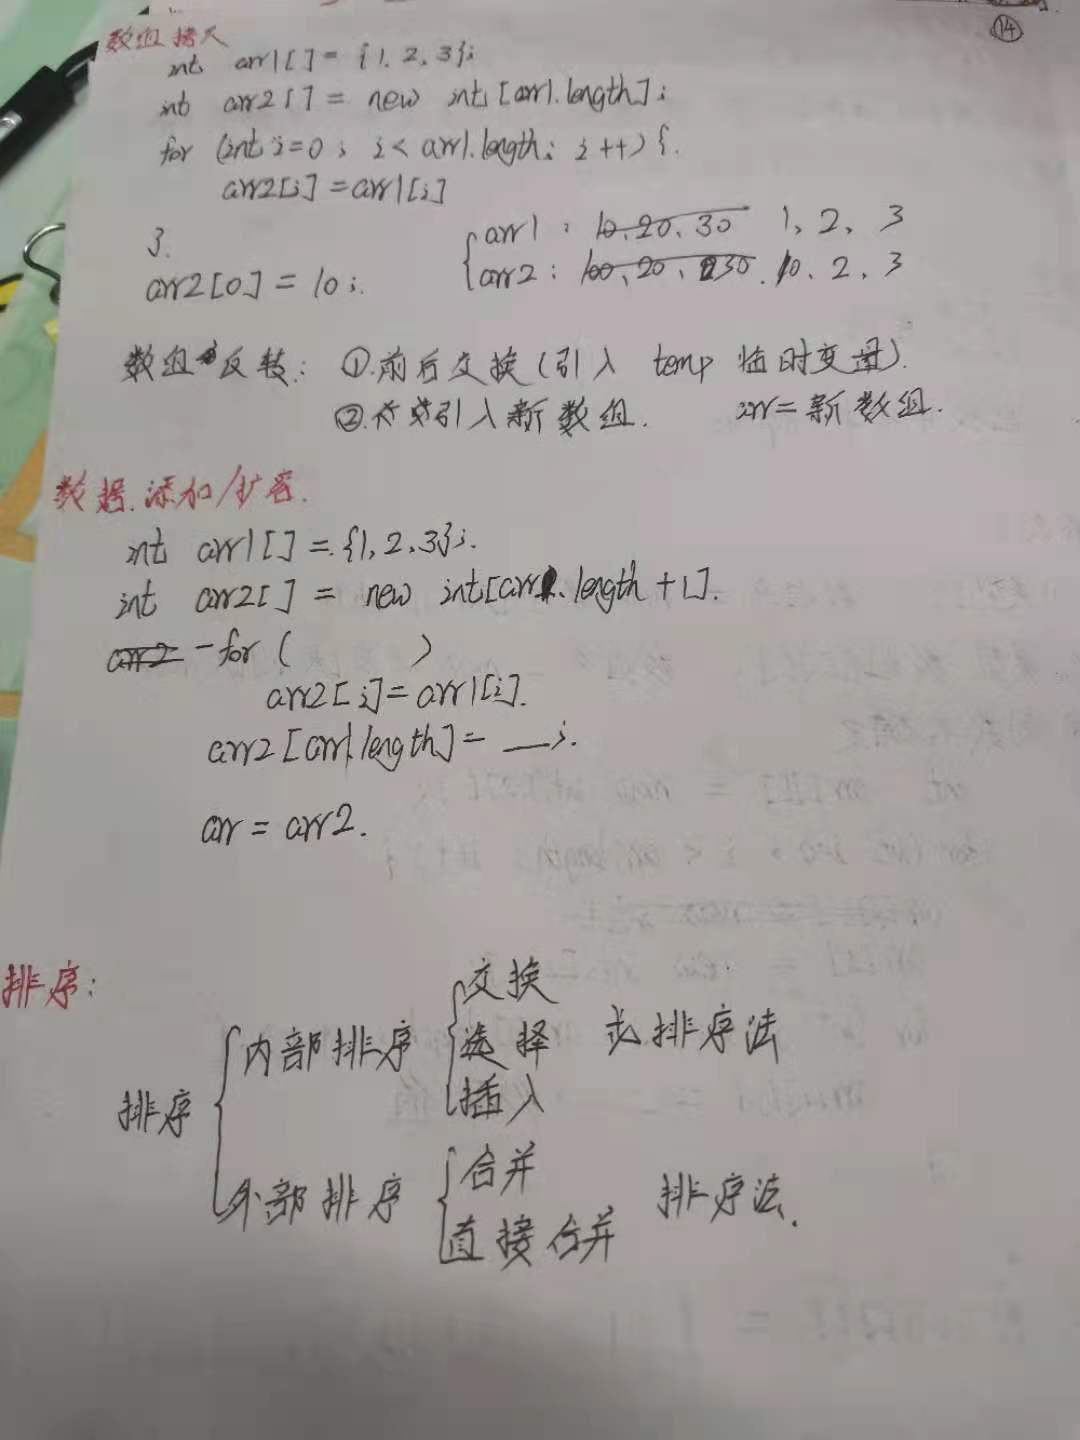 ⑭
数组拷贝
int arr1[] = {1, 2, 3};
int arr2[] = new int[arr1.length];
for (int i=0; i< arr1.length; i++) {
arr2[i] = arr1[i]
}
arr2[0] = 10;
arr1: 10、20、30 1, 2, 3
arr2: 100、20、30. 10、2、3
数组反转: ①.前后交换(引入 temp 临时变量).
②.引入新数组. arr=新数组.
数据.添加/扩容.
int arr1[] = {1, 2, 3};
int arr2[] = new int[arr1.length+1].
arr2 for ( )
arr2[i]=arr1[i].
arr2[arr1.length]= __;.
arr = arr2.
排序:
排序
内部排序
交换
选择 式排序法
插入
外部排序
合并
直接合并
排序法.